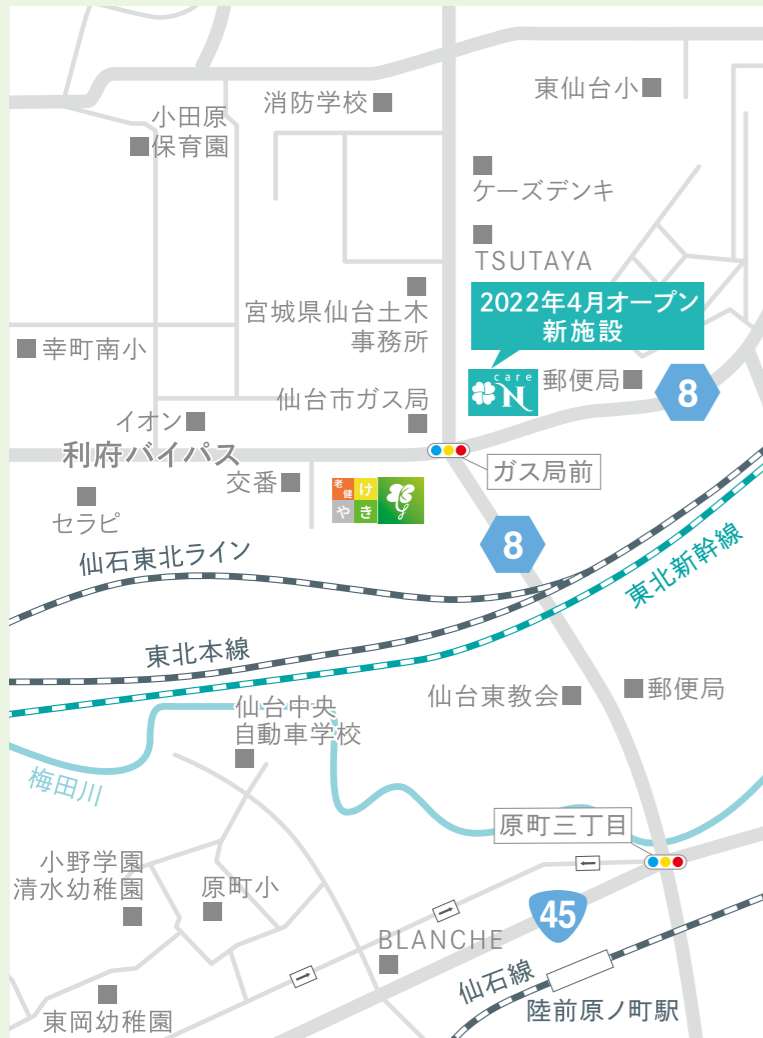 東仙台小
消防学校
小田原
保育園
ケーズデンキ
TSUTAYA
2022年4月オープン
新施設
宮城県仙台土木
事務所
幸町南小
care
N
郵便局
8
仙台市ガス局
イオン
利府バイパス
ガス局前
交番
老健
けやき
セラピ
8
仙石東北ライン
東北新幹線
東北本線
仙台東教会
郵便局
仙台中央
自動車学校
梅田川
原町三丁目
小野学園
清水幼稚園
原町小
45
BLANCHE
仙石線
陸前原ノ町駅
東岡幼稚園